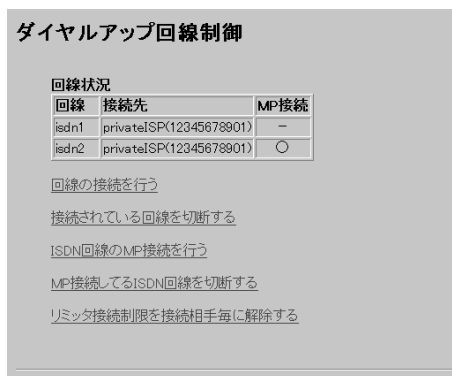 ダイヤルアップ回線制御
回線状況
回線 接続先 MP接続
isdn1 privateISP(12345678901) −
isdn2 privateISP(12345678901) ○
回線の接続を行う
接続されている回線を切断する
ISDN回線のMP接続を行う
MP接続してるISDN回線を切断する
リミッタ接続制限を接続相手毎に解除する